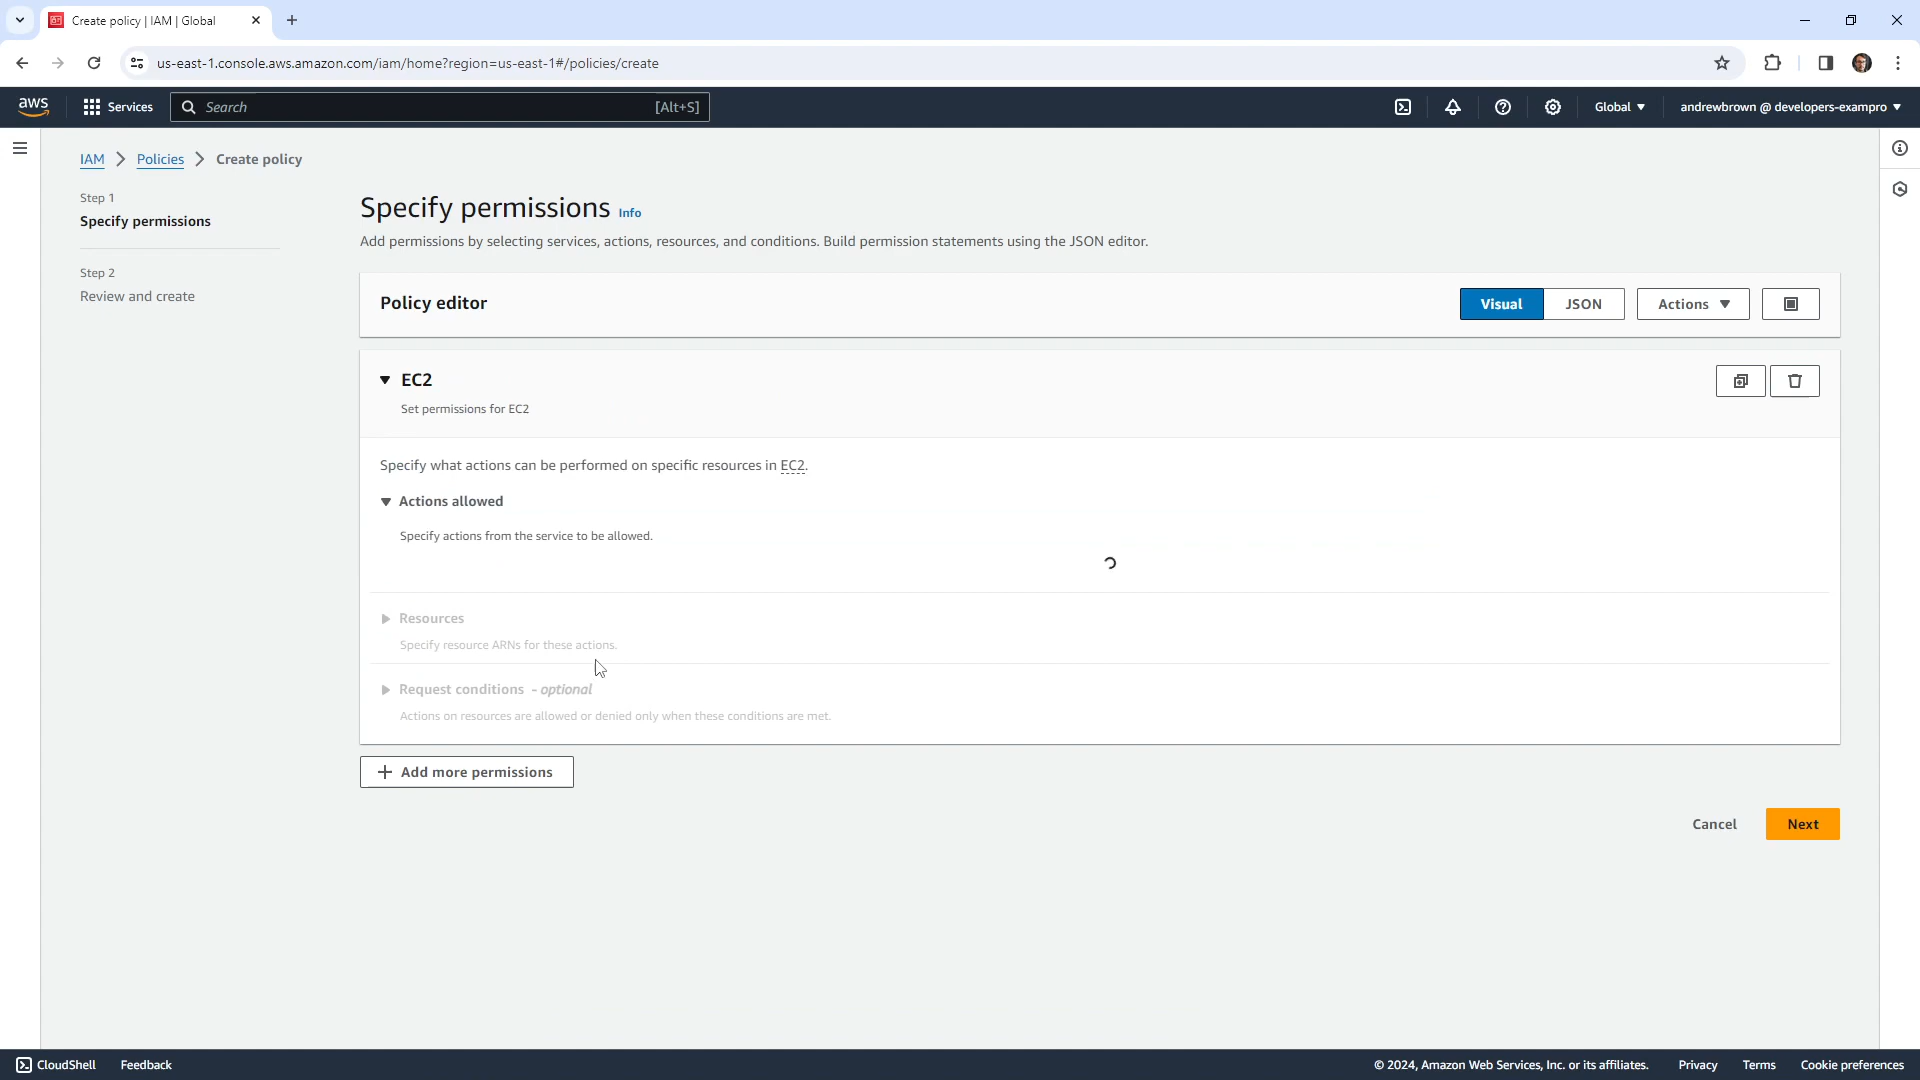 Create policy | IAM | Global
us-east-1.console.aws.amazon.com/iam/home?region=us-east-1#/policies/create
aws
Services
Search
[Alt+S]
Global
andrewbrown @ developers-exampro
IAM
Policies
Create policy
Step 1
Specify permissions
Step 2
Review and create
Specify permissions Info
Add permissions by selecting services, actions, resources, and conditions. Build permission statements using the JSON editor.
Policy editor
Visual
JSON
Actions
EC2
Set permissions for EC2
Specify what actions can be performed on specific resources in EC2.
Actions allowed
Specify actions from the service to be allowed.
Resources
Specify resource ARNs for these actions.
Request conditions - optional
Actions on resources are allowed or denied only when these conditions are met.
Add more permissions
Cancel
Next
CloudShell
Feedback
© 2024, Amazon Web Services, Inc. or its affiliates.
Privacy
Terms
Cookie preferences